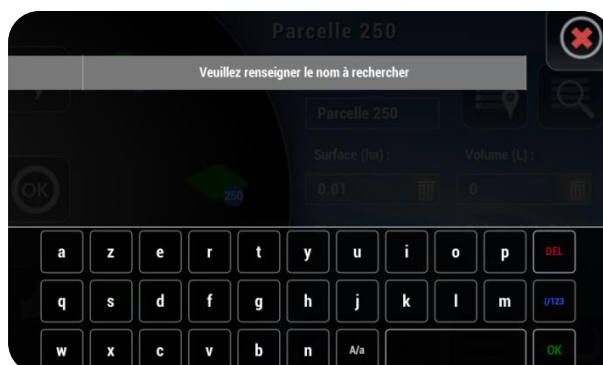 Parcelle 250
Veuillez renseigner le nom à rechercher
Parcelle 250
Surface (ha) : Volume (L) :
OK 0.01 0
250
a z e r t y u i o p DEL
q s d f g h j k l m (/123
w x c v b n A/a OK